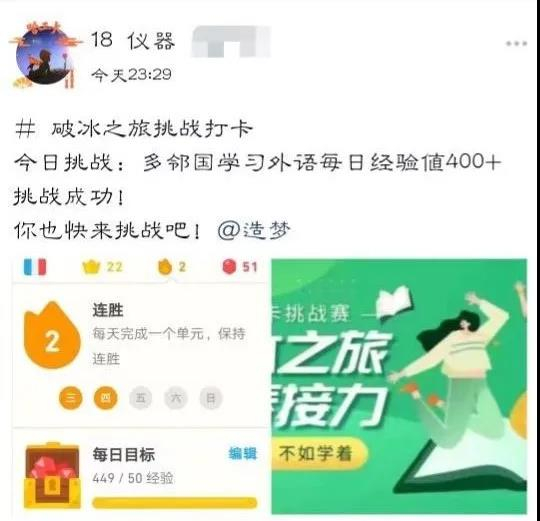 哈工大
18 仪器
今天23:29
# 破冰之旅挑战打卡
今日挑战：多邻国学习外语每日经验值400+
挑战成功！
你也快来挑战吧！@造梦
22
2
51
2
连胜
每天完成一个单元，保持
连胜
三 四 五 六 日
每日目标
编辑
449 / 50 经验
卡挑战赛
之旅
接力
不如学着